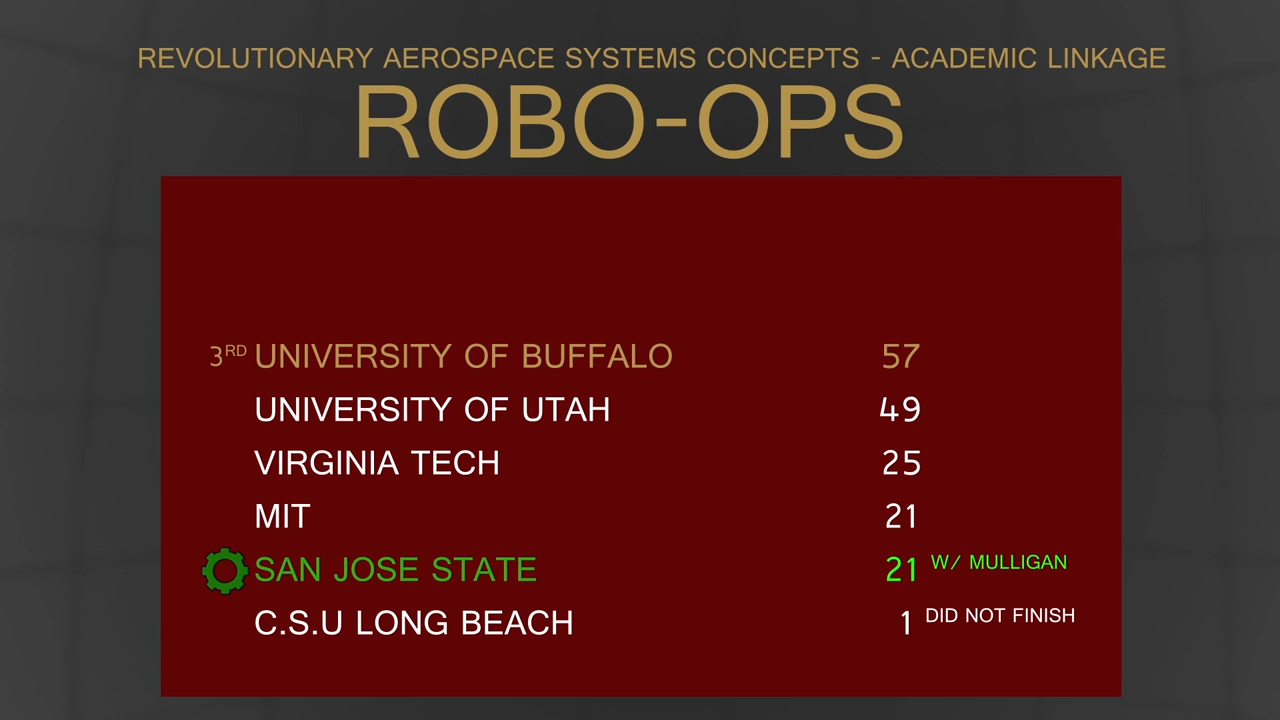 REVOLUTIONARY AEROSPACE SYSTEMS CONCEPTS - ACADEMIC LINKAGE
ROBO-OPS
3RD UNIVERSITY OF BUFFALO 57
UNIVERSITY OF UTAH 49
VIRGINIA TECH 25
MIT 21
SAN JOSE STATE 21 W/ MULLIGAN
C.S.U LONG BEACH 1 DID NOT FINISH